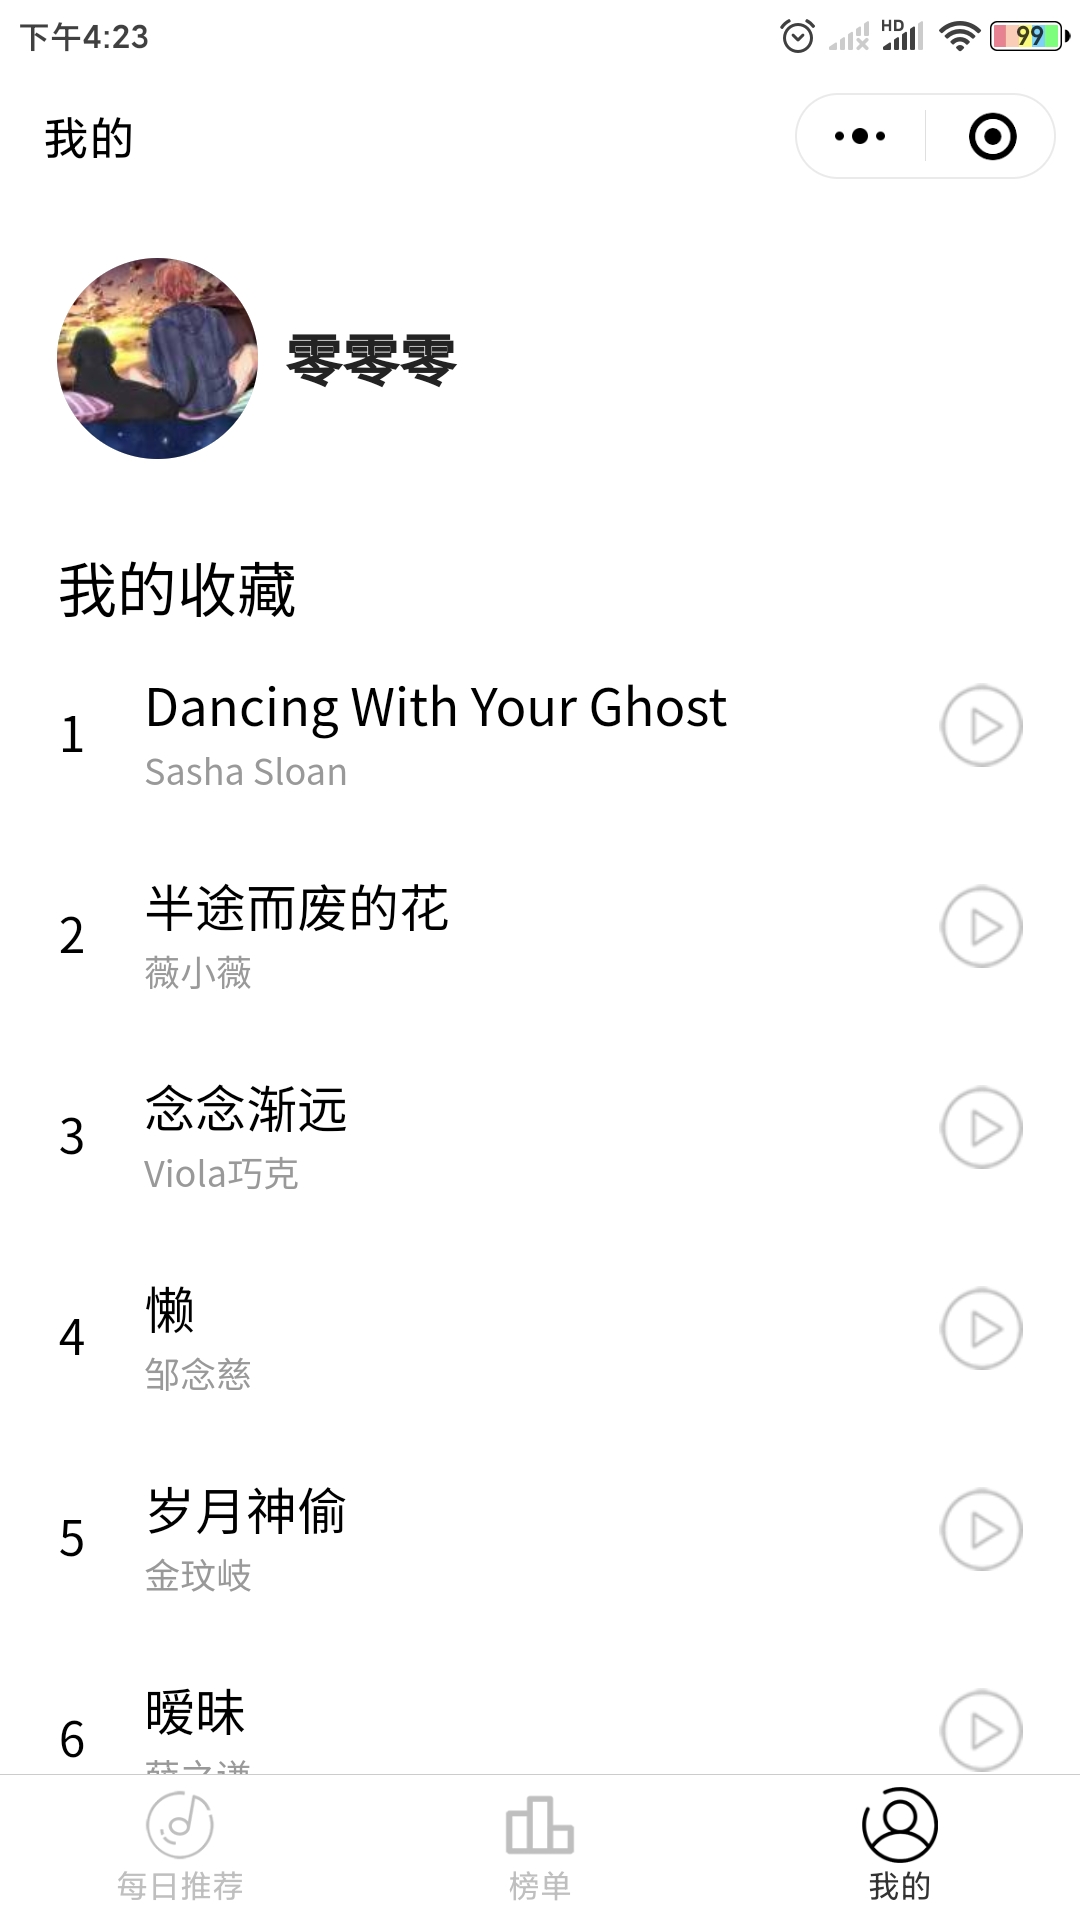 下午4:23
HD
99
我的
零零零
我的收藏
1
Dancing With Your Ghost
Sasha Sloan
2
半途而废的花
薇小薇
3
念念渐远
Viola巧克
4
懒
邹念慈
5
岁月神偷
金玟岐
6
暧昧
薛之谦
每日推荐
榜单
我的